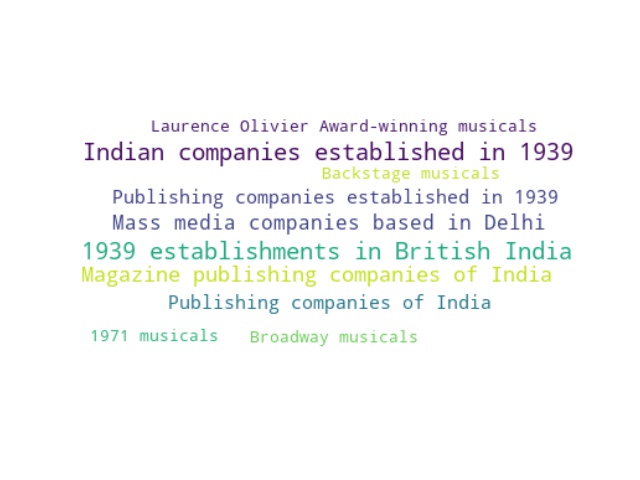 Laurence Olivier Award-winning musicals
Indian companies established in 1939
Backstage musicals
Publishing companies established in 1939
Mass media companies based in Delhi
1939 establishments in British India
Magazine publishing companies of India
Publishing companies of India
1971 musicals Broadway musicals